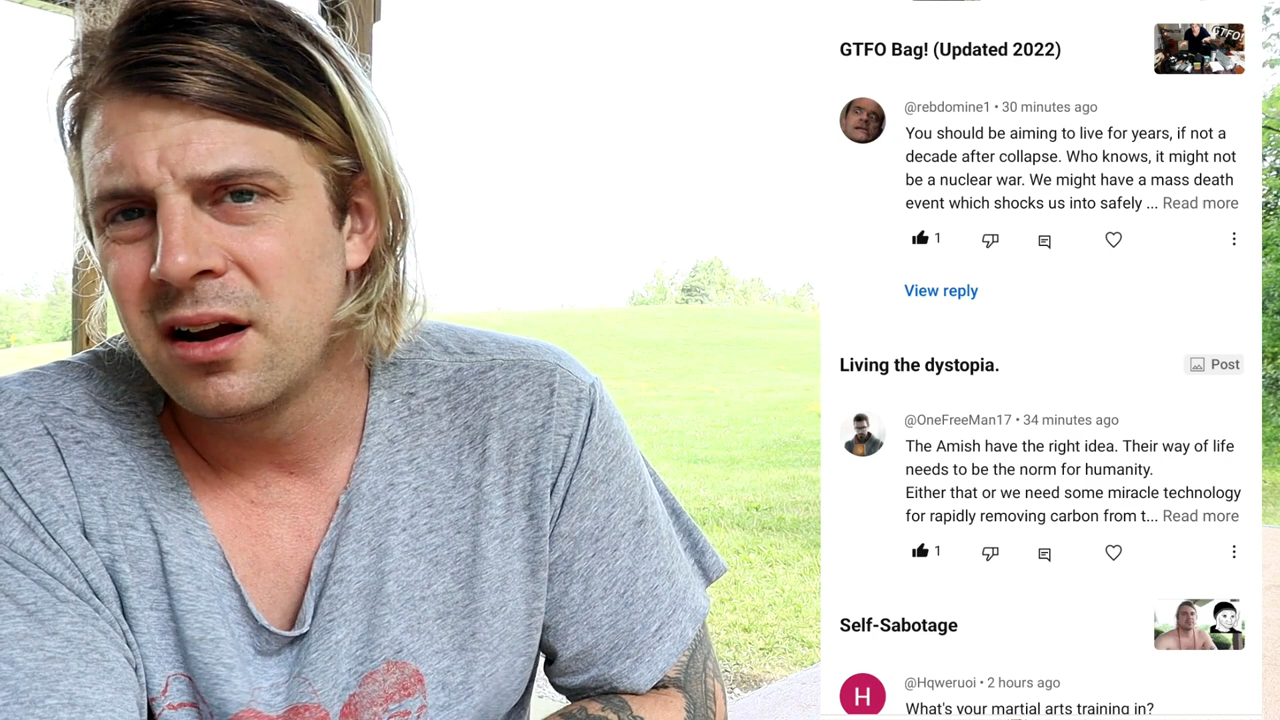 GTFO Bag! (Updated 2022)
GTFO!
@rebdomine1 • 30 minutes ago
You should be aiming to live for years, if not a
decade after collapse. Who knows, it might not
be a nuclear war. We might have a mass death
event which shocks us into safely ... Read more
1
View reply
Living the dystopia.
Post
@OneFreeMan17 • 34 minutes ago
The Amish have the right idea. Their way of life
needs to be the norm for humanity.
Either that or we need some miracle technology
for rapidly removing carbon from t... Read more
1
Self-Sabotage
H
@Hqweruoi • 2 hours ago
What's your martial arts training in?